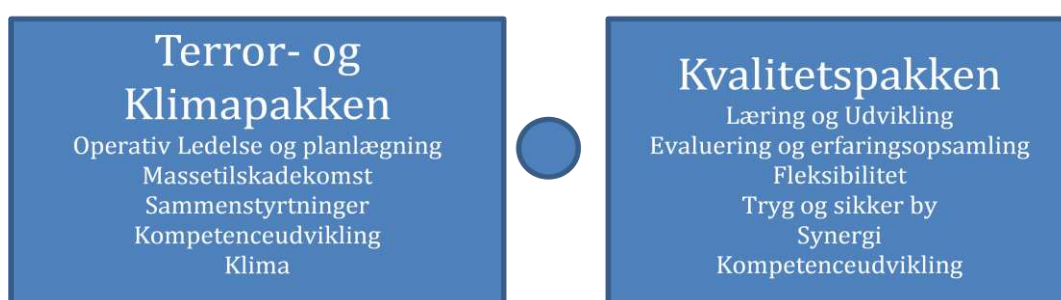 Terror- og
Klimapakken
Operativ Ledelse og planlægning
Massetilskadekomst
Sammenstyrtninger
Kompetenceudvikling
Klima
Kvalitetspakken
Læring og Udvikling
Evaluering og erfaringsopsamling
Fleksibilitet
Tryg og sikker by
Synergi
Kompetenceudvikling